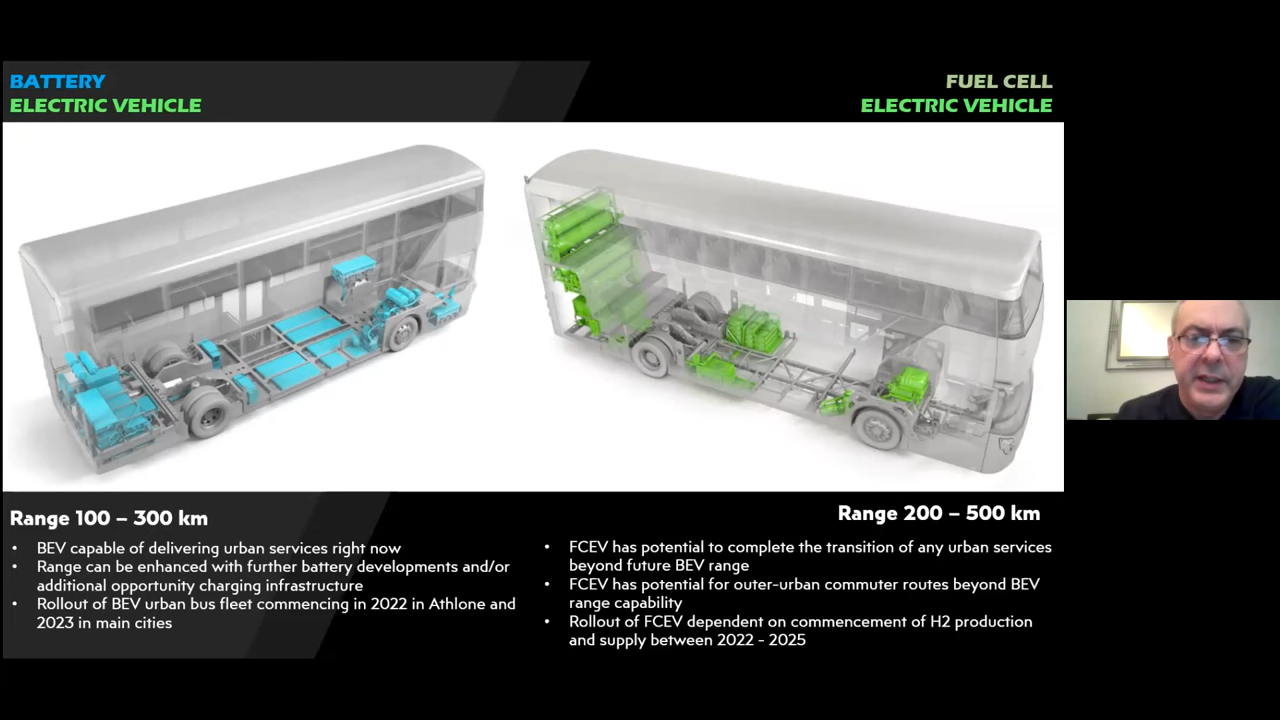 BATTERY
ELECTRIC VEHICLE
FUEL CELL
ELECTRIC VEHICLE
Range 100 – 300 km
• BEV capable of delivering urban services right now
• Range can be enhanced with further battery developments and/or
additional opportunity charging infrastructure
• Rollout of BEV urban bus fleet commencing in 2022 in Athlone and
2023 in main cities
Range 200 – 500 km
• FCEV has potential to complete the transition of any urban services
beyond future BEV range
• FCEV has potential for outer-urban commuter routes beyond BEV
range capability
• Rollout of FCEV dependent on commencement of H2 production
and supply between 2022 - 2025